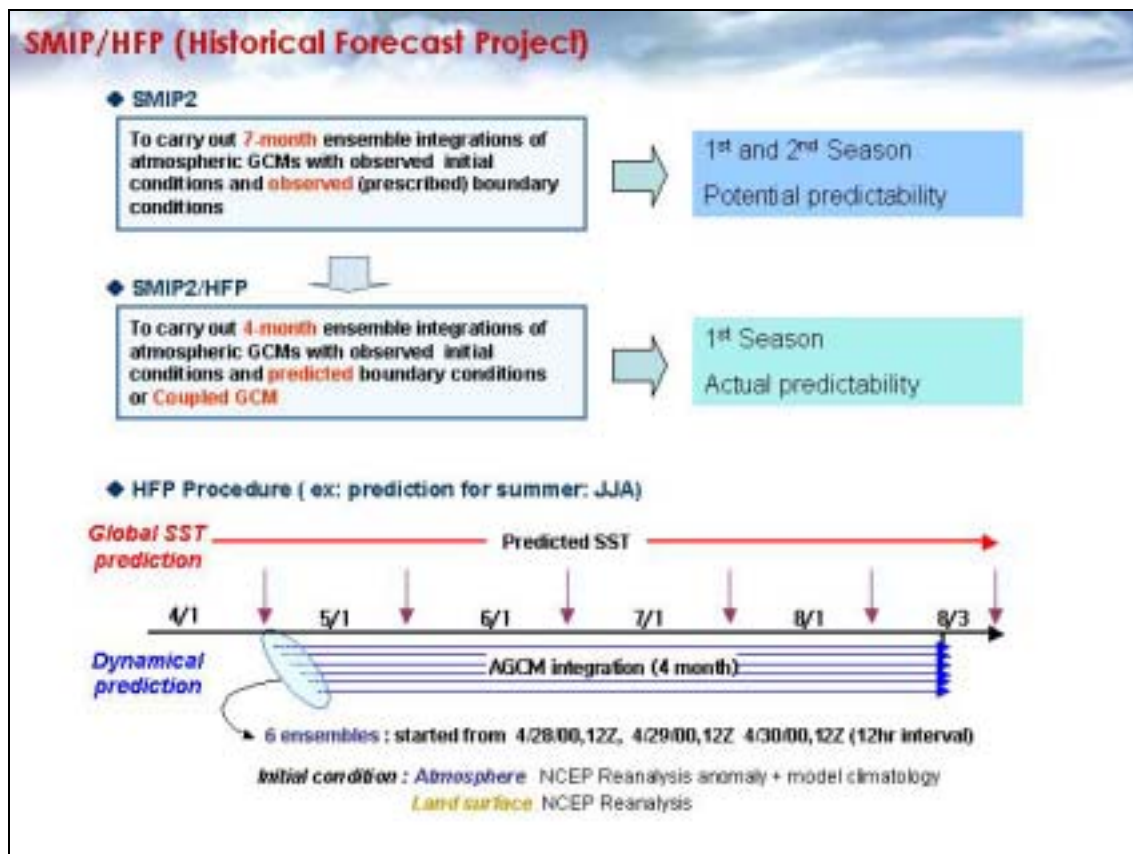 SMIP/HFP (Historical Forecast Project)
◆ SMIP2
To carry out 7-month ensemble integrations of
atmospheric GCMs with observed initial
conditions and observed (prescribed) boundary
conditions
1st and 2nd Season
Potential predictability
◆ SMIP2/HFP
To carry out 4-month ensemble integrations of
atmospheric GCMs with observed initial
conditions and predicted boundary conditions
or Coupled GCM
1st Season
Actual predictability
◆ HFP Procedure ( ex: prediction for summer: JJA)
Global SST
prediction
Predicted SST
4/1 5/1 6/1 7/1 8/1 8/3
Dynamical
prediction
AGCM integration (4 month)
6 ensembles : started from 4/28/00,12Z, 4/29/00,12Z 4/30/00,12Z (12hr interval)
Initial condition : Atmosphere NCEP Reanalysis anomaly + model climatology
Land surface NCEP Reanalysis